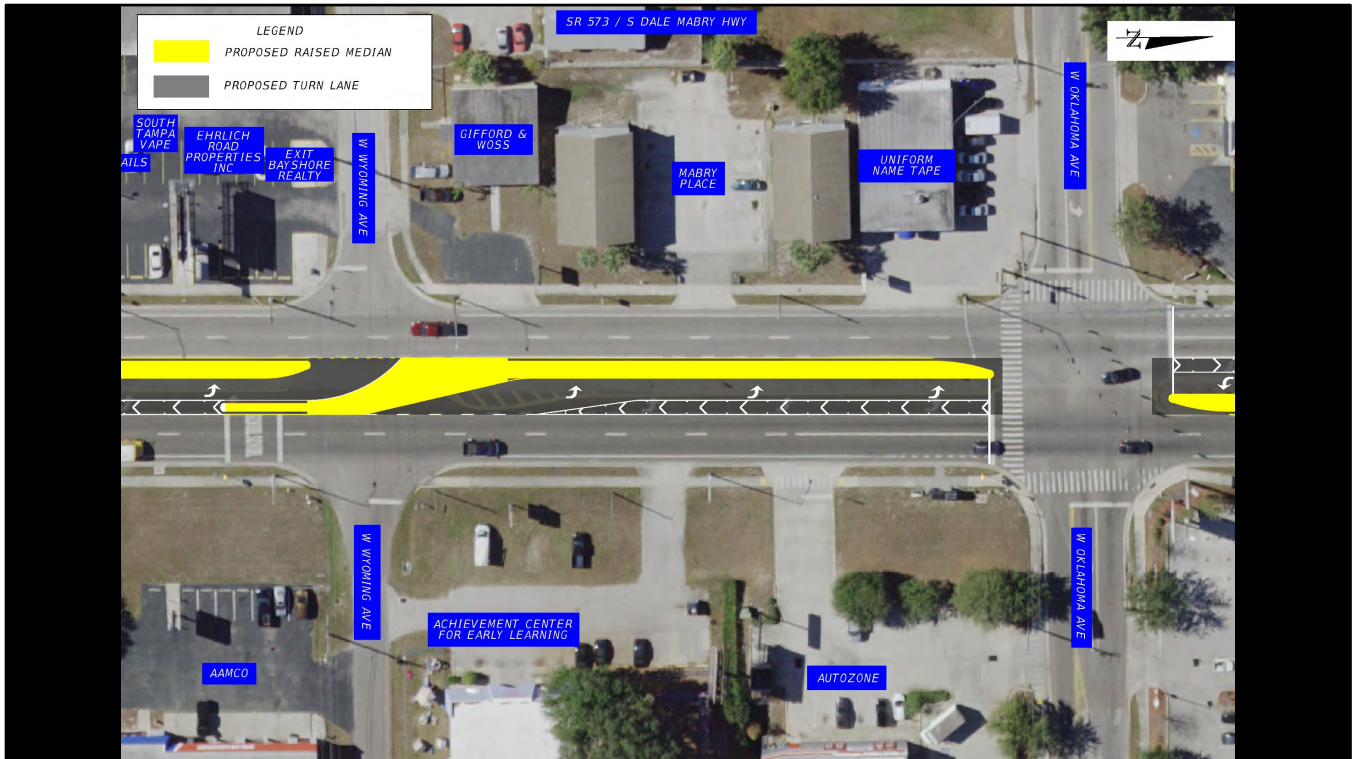 SR 573 / S DALE MABRY HWY
LEGEND
PROPOSED RAISED MEDIAN
PROPOSED TURN LANE
N
SOUTH
TAMPA
VAPE
AILS
EHRLICH
ROAD
PROPERTIES
INC
EXIT
BAYSHORE
REALTY
W WYOMING AVE
GIFFORD &
WOSS
MABRY
PLACE
UNIFORM
NAME TAPE
W OKLAHOMA AVE
W WYOMING AVE
W OKLAHOMA AVE
ACHIEVEMENT CENTER
FOR EARLY LEARNING
AAMCO
AUTOZONE